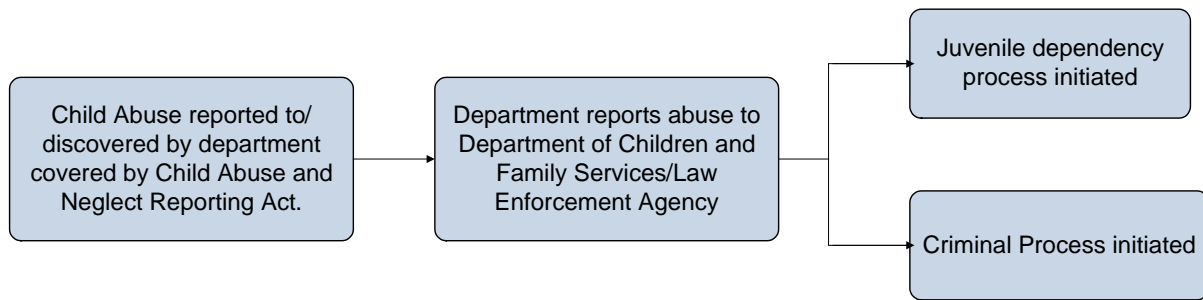 Child Abuse reported to/
discovered by department
covered by Child Abuse and
Neglect Reporting Act.
Department reports abuse to
Department of Children and
Family Services/Law
Enforcement Agency
Juvenile dependency
process initiated
Criminal Process initiated